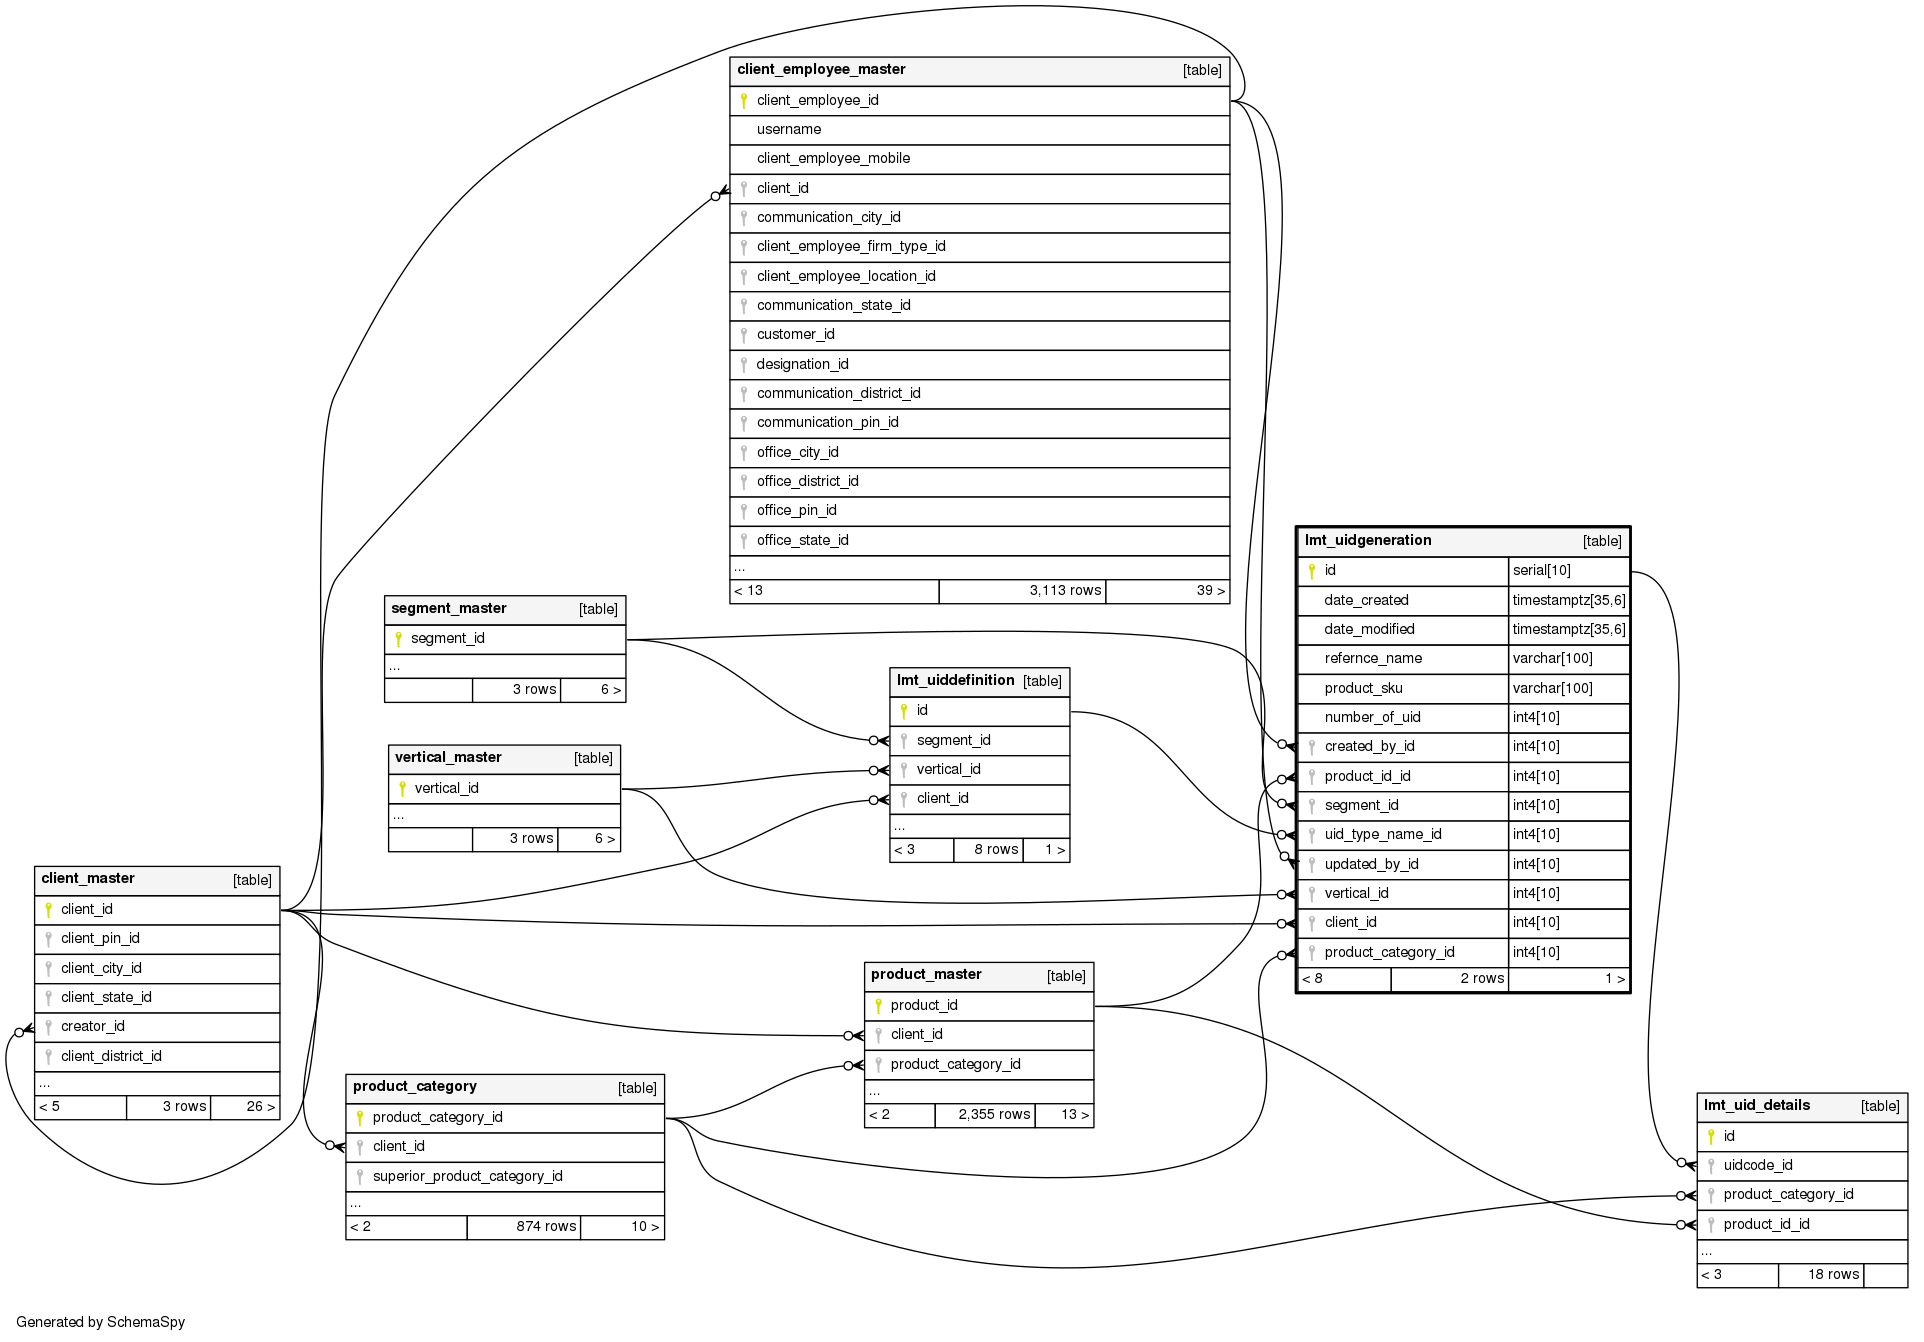 client_employee_master [table]
client_employee_id
username
client_employee_mobile
client_id
communication_city_id
client_employee_firm_type_id
client_employee_location_id
communication_state_id
customer_id
designation_id
communication_district_id
communication_pin_id
office_city_id
office_district_id
office_pin_id
office_state_id
...
< 13 3,113 rows 39 >
segment_master [table]
segment_id
...
3 rows 6 >
vertical_master [table]
vertical_id
...
3 rows 6 >
lmt_uiddefinition [table]
id
segment_id
vertical_id
client_id
...
< 3 8 rows 1 >
lmt_uidgeneration [table]
id serial[10]
date_created timestamptz[35,6]
date_modified timestamptz[35,6]
refernce_name varchar[100]
product_sku varchar[100]
number_of_uid int4[10]
created_by_id int4[10]
product_id_id int4[10]
segment_id int4[10]
uid_type_name_id int4[10]
updated_by_id int4[10]
vertical_id int4[10]
client_id int4[10]
product_category_id int4[10]
< 8 2 rows 1 >
client_master [table]
client_id
client_pin_id
client_city_id
client_state_id
creator_id
client_district_id
...
< 5 3 rows 26 >
product_master [table]
product_id
client_id
product_category_id
...
< 2 2,355 rows 13 >
product_category [table]
product_category_id
client_id
superior_product_category_id
...
< 2 874 rows 10 >
lmt_uid_details [table]
id
uidcode_id
product_category_id
product_id_id
...
< 3 18 rows
Generated by SchemaSpy